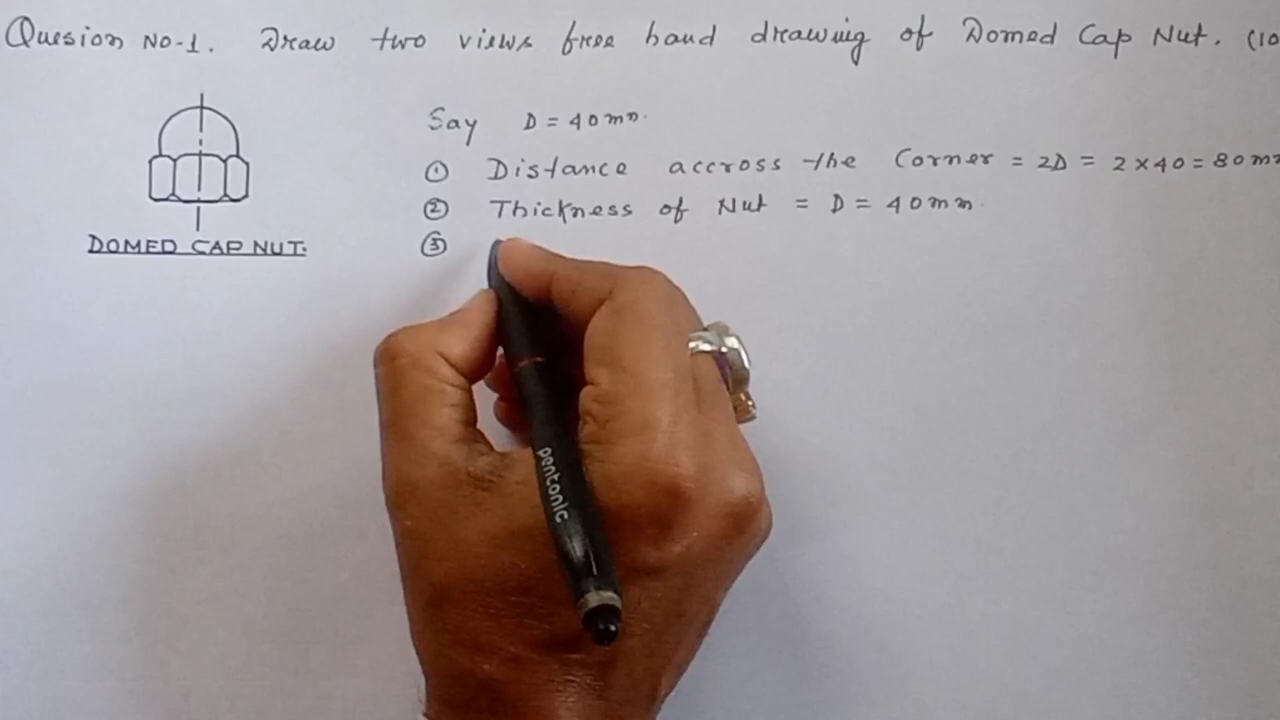 Quesion No-1. Draw two views free hand drawing of Domed Cap Nut. (10
Say D = 40mm.
① Distance accross the Corner = 2D = 2×40 = 80mm
② Thickness of Nut = D = 40mm.
③
DOMED CAP NUT.
pentonic